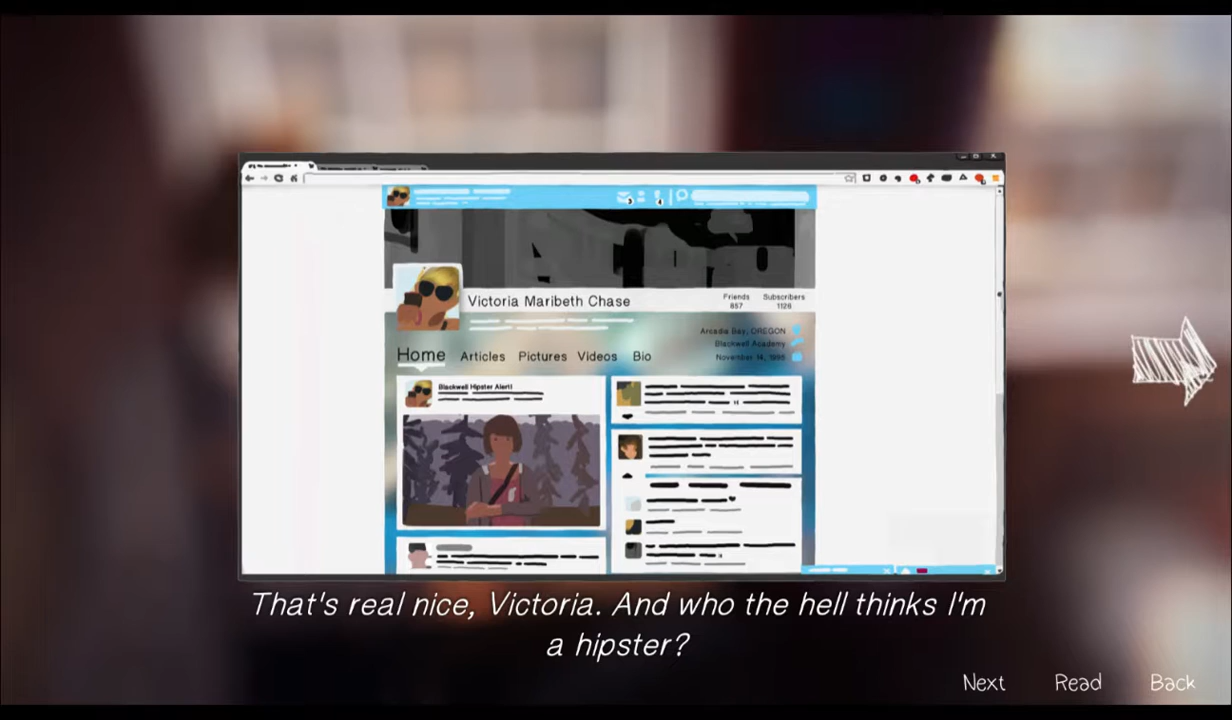 Victoria Maribeth Chase
Friends
857
Subscribers
1128
Arcadia Bay, OREGON
Blackwell Academy
November 14, 1996
Home Articles Pictures Videos Bio
Blackwell Hipster Alert!
That's real nice, Victoria. And who the hell thinks I'm
a hipster?
Next Read Back